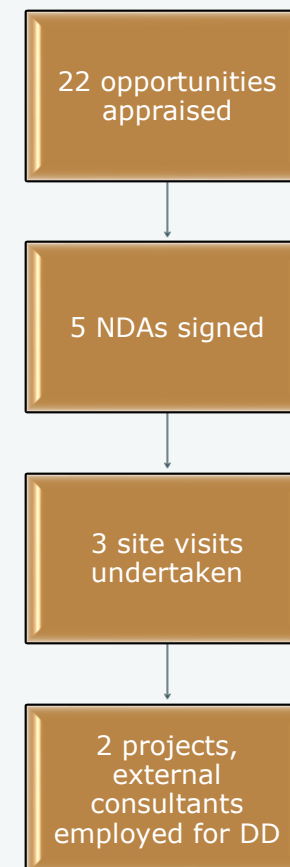 22 opportunities
appraised
5 NDAs signed
3 site visits
undertaken
2 projects,
external
consultants
employed for DD